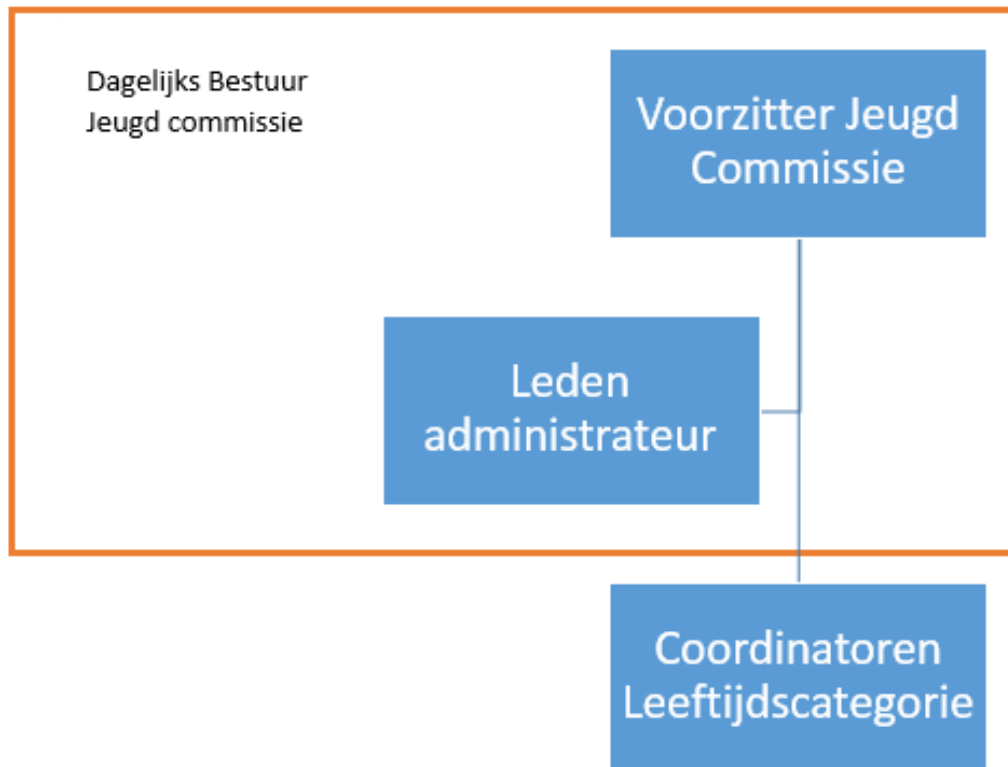 Dagelijks Bestuur
Jeugd commissie
Voorzitter Jeugd
Commissie
Leden
administrateur
Coordinatoren
Leeftijdscategorie